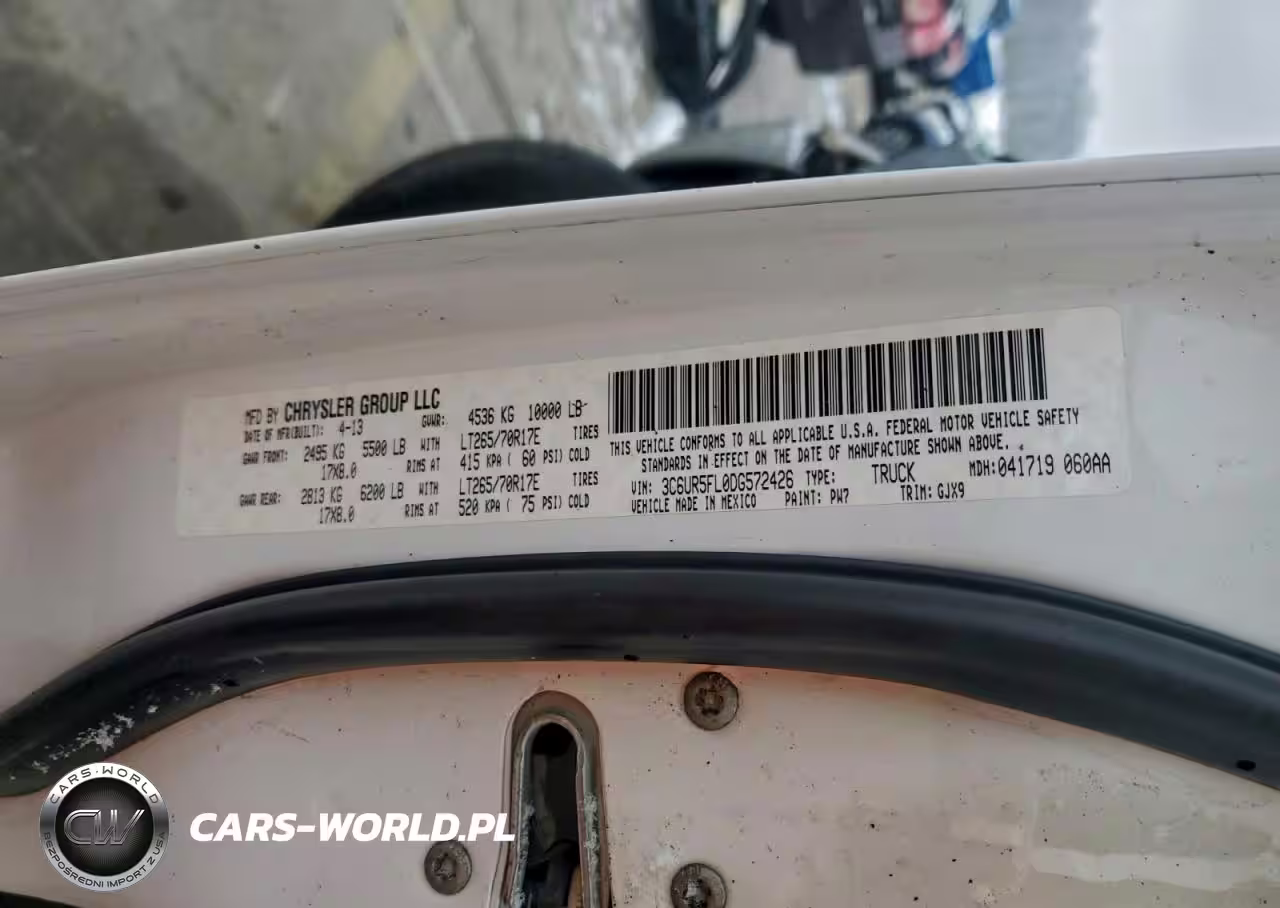 MFD BY CHRYSLER GROUP LLC
DATE OF MFR(BUILT): 4-13 GVWR: 4536 KG 10000 LB
GAWR FRONT: 2495 KG 5500 LB WITH LT265/70R17E TIRES
17X8.0 RIMS AT 415 KPA ( 60 PSI) COLD
GAWR REAR: 2813 KG 6200 LB WITH LT265/70R17E TIRES
17X8.0 RIMS AT 520 KPA ( 75 PSI) COLD
THIS VEHICLE CONFORMS TO ALL APPLICABLE U.S.A. FEDERAL MOTOR VEHICLE SAFETY
STANDARDS IN EFFECT ON THE DATE OF MANUFACTURE SHOWN ABOVE.
VIN: 3C6UR5FL0DG572426 TYPE: TRUCK MDH:041719 060AA
VEHICLE MADE IN MEXICO PAINT: PW7 TRIM: GJX9
CARS-WORLD
CW
BEZPOŚREDNI IMPORT Z USA
CARS-WORLD.PL